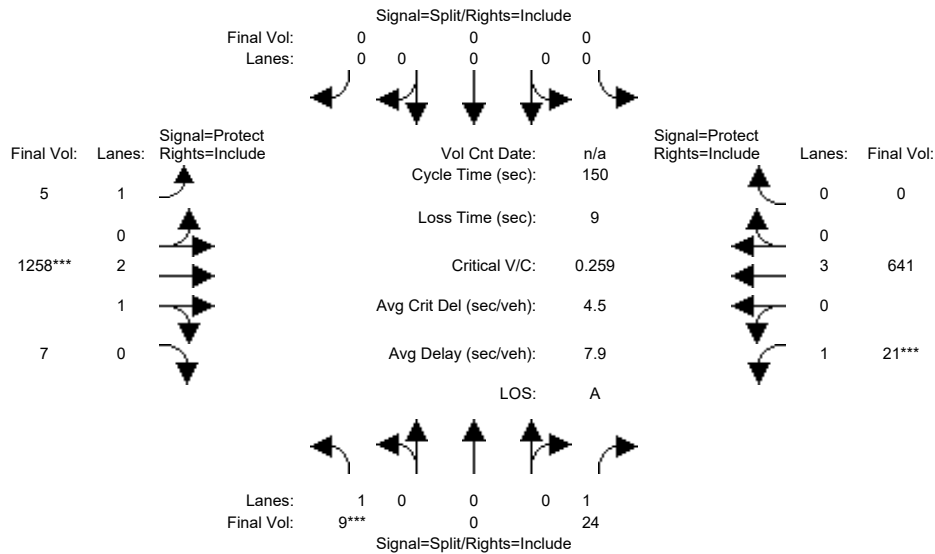 Signal=Split/Rights=Include
Final Vol: 0 0 0
Lanes: 0 0 0 0 0
Signal=Protect
Final Vol: Lanes: Rights=Include
Vol Cnt Date: n/a
Signal=Protect
Rights=Include Lanes: Final Vol:
Cycle Time (sec): 150
5 1
0 0
Loss Time (sec): 9
0
0
1258*** 2
Critical V/C: 0.259
3 641
1
Avg Crit Del (sec/veh): 4.5
0
7 0
Avg Delay (sec/veh): 7.9
1 21***
LOS: A
Lanes: 1 0 0 0 1
Final Vol: 9*** 0 24
Signal=Split/Rights=Include